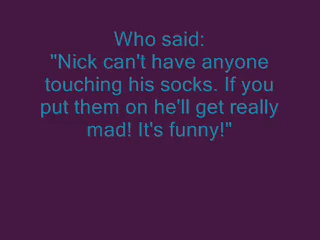 Who said:
"Nick can't have anyone
touching his socks. If you
put them on he'll get really
mad! It's funny!"